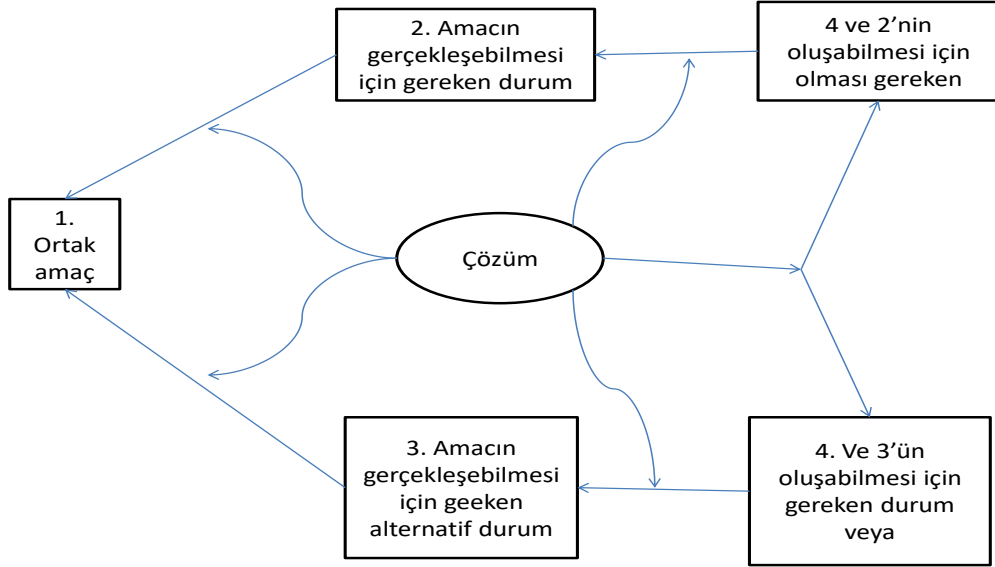 2. Amacın
gerçekleşebilmesi
için gereken durum
4 ve 2’nin
oluşabilmesi için
olması gereken
1.
Ortak
amaç
Çözüm
3. Amacın
gerçekleşebilmesi
için geeken
alternatif durum
4. Ve 3’ün
oluşabilmesi için
gereken durum
veya